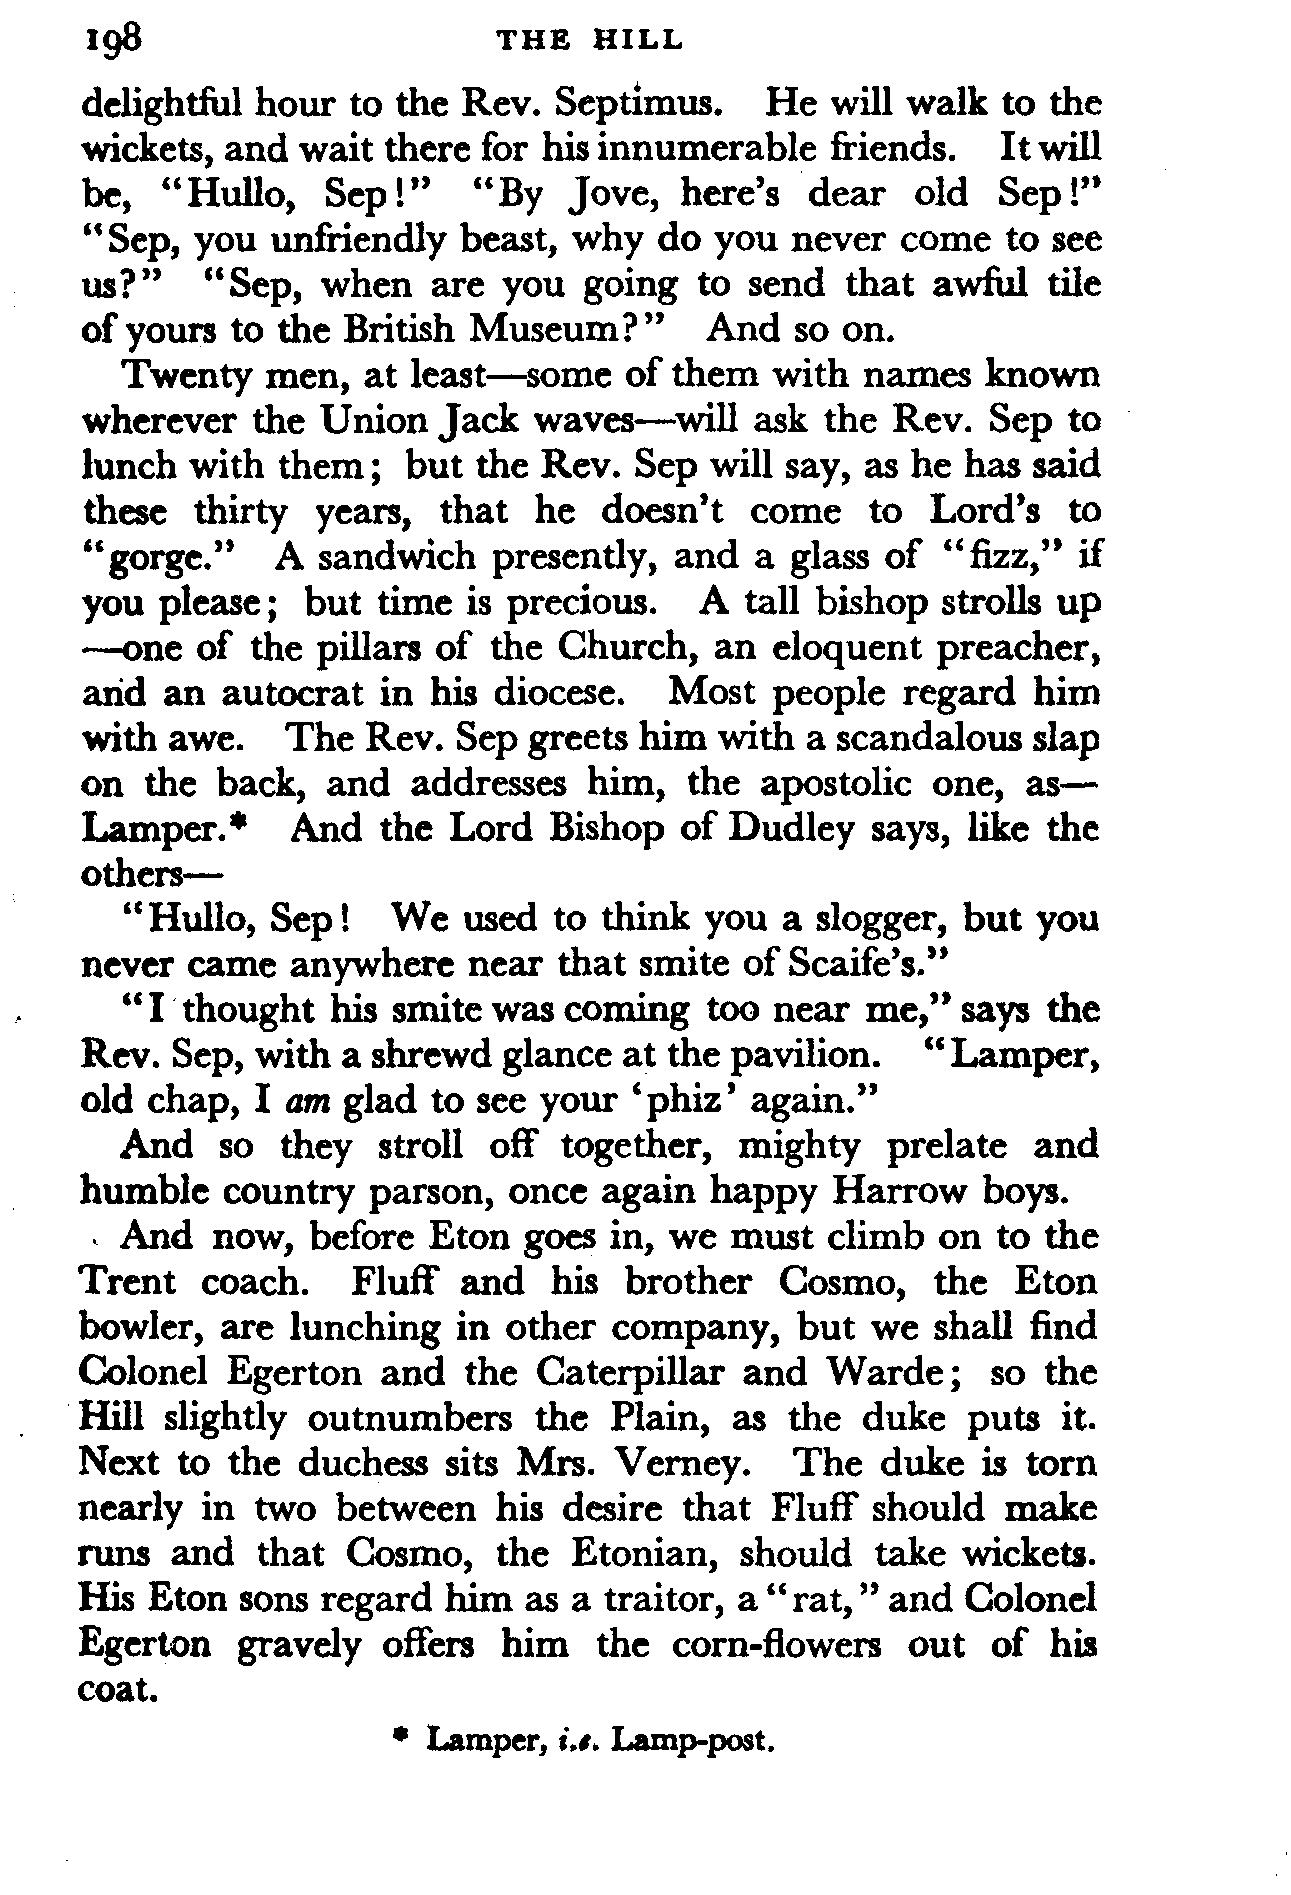 198 THE HILL
delightful hour to the Rev. Septimus. He will walk to the
wickets, and wait there for his innumerable friends. It will
be, "Hullo, Sep!" "By Jove, here's dear old Sep!"
"Sep, you unfriendly beast, why do you never come to see
us?" "Sep, when are you going to send that awful tile
of yours to the British Museum?" And so on.
Twenty men, at least—some of them with names known
wherever the Union Jack waves—will ask the Rev. Sep to
lunch with them; but the Rev. Sep will say, as he has said
these thirty years, that he doesn't come to Lord's to
"gorge." A sandwich presently, and a glass of "fizz," if
you please; but time is precious. A tall bishop strolls up
—one of the pillars of the Church, an eloquent preacher,
and an autocrat in his diocese. Most people regard him
with awe. The Rev. Sep greets him with a scandalous slap
on the back, and addresses him, the apostolic one, as—
Lamper.* And the Lord Bishop of Dudley says, like the
others—
"Hullo, Sep! We used to think you a slogger, but you
never came anywhere near that smite of Scaife's."
"I thought his smite was coming too near me," says the
Rev. Sep, with a shrewd glance at the pavilion. "Lamper,
old chap, I am glad to see your 'phiz' again."
And so they stroll off together, mighty prelate and
humble country parson, once again happy Harrow boys.
And now, before Eton goes in, we must climb on to the
Trent coach. Fluff and his brother Cosmo, the Eton
bowler, are lunching in other company, but we shall find
Colonel Egerton and the Caterpillar and Warde; so the
Hill slightly outnumbers the Plain, as the duke puts it.
Next to the duchess sits Mrs. Verney. The duke is torn
nearly in two between his desire that Fluff should make
runs and that Cosmo, the Etonian, should take wickets.
His Eton sons regard him as a traitor, a "rat," and Colonel
Egerton gravely offers him the corn-flowers out of his
coat.
* Lamper, i.e. Lamp-post.